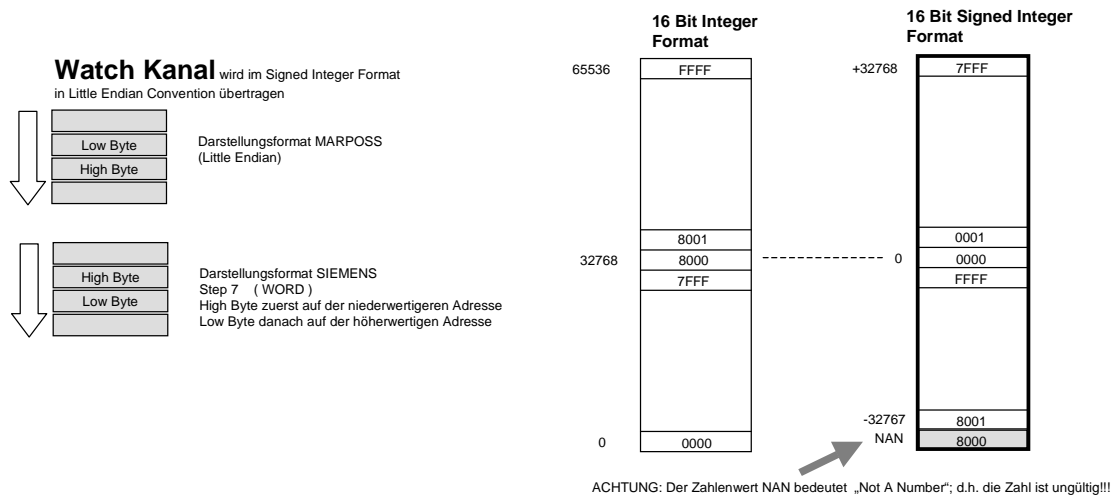 Watch Kanal wird im Signed Integer Format
in Little Endian Convention übertragen
Low Byte
High Byte
Darstellungsformat MARPOSS
(Little Endian)
High Byte
Low Byte
Darstellungsformat SIEMENS
Step 7 ( WORD )
High Byte zuerst auf der niederwertigeren Adresse
Low Byte danach auf der höherwertigen Adresse
16 Bit Integer
Format
65536
FFFF
8001
32768
8000
7FFF
0
0000
16 Bit Signed Integer
Format
+32768
7FFF
0001
0
0000
FFFF
-32767
8001
NAN
8000
ACHTUNG: Der Zahlenwert NAN bedeutet „Not A Number“; d.h. die Zahl ist ungültig!!!